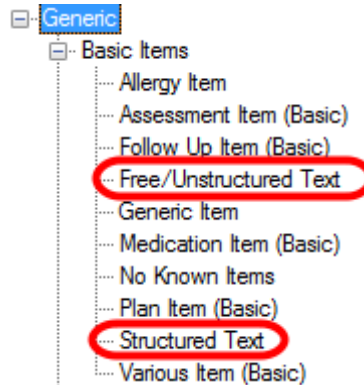 Generic
Basic Items
Allergy Item
Assessment Item (Basic)
Follow Up Item (Basic)
Free/Unstructured Text
Generic Item
Medication Item (Basic)
No Known Items
Plan Item (Basic)
Structured Text
Various Item (Basic)